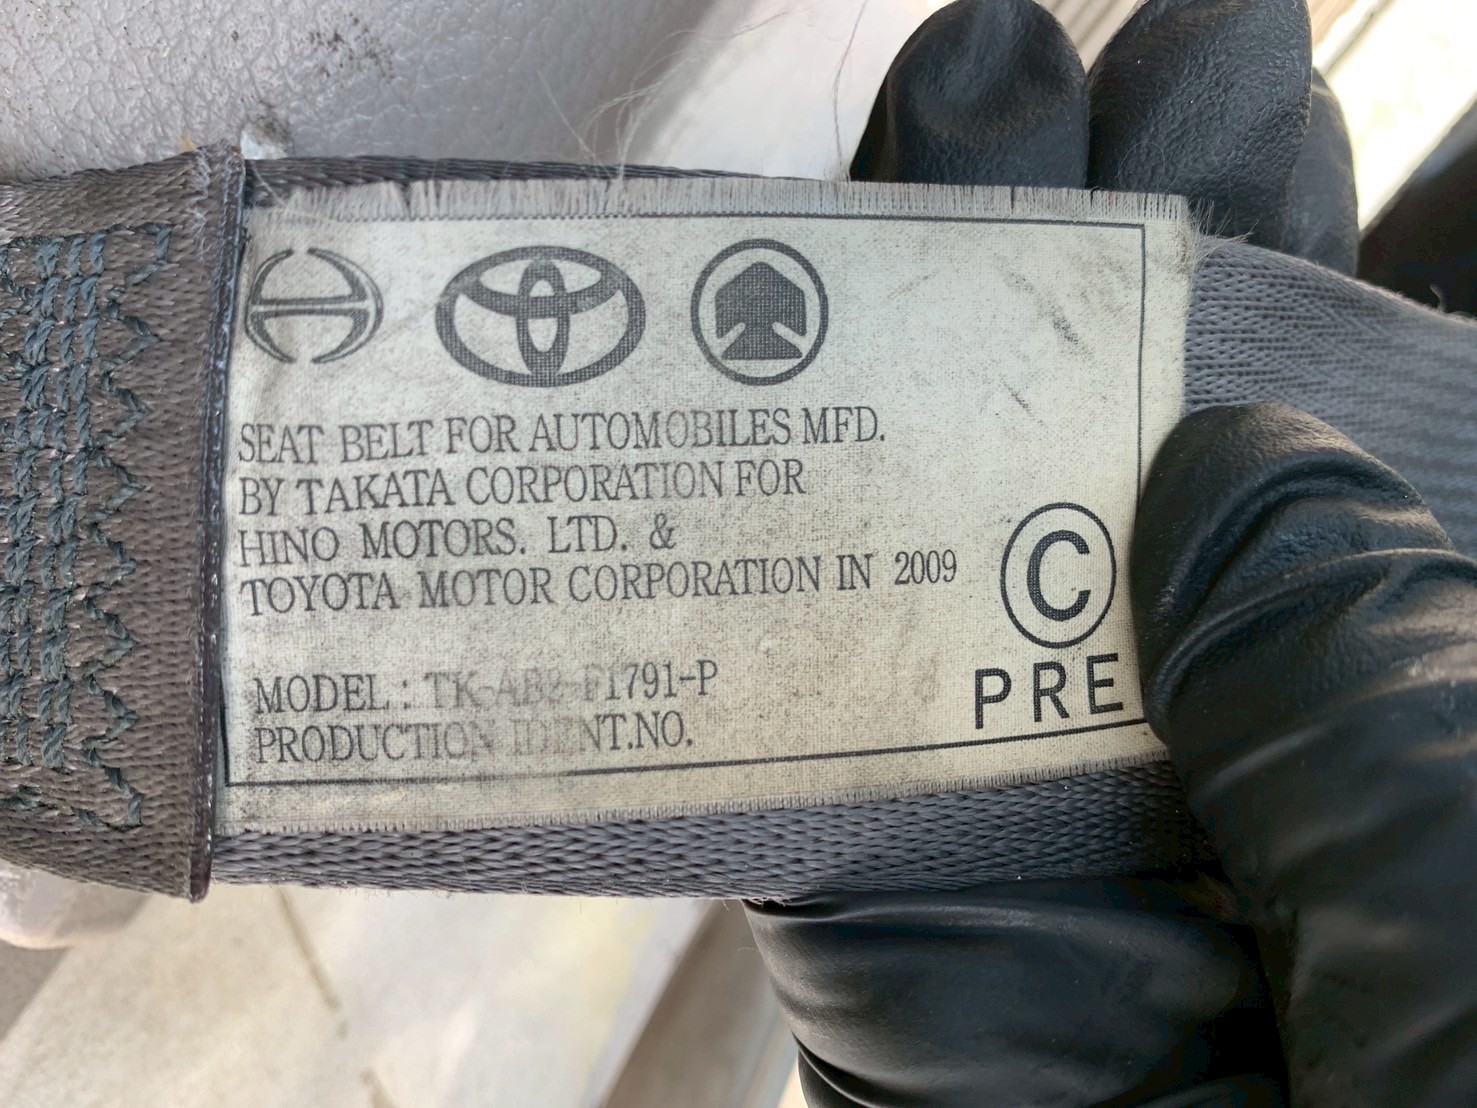 SEAT BELT FOR AUTOMOBILES MFD.
BY TAKATA CORPORATION FOR
HINO MOTORS. LTD. &
TOYOTA MOTOR CORPORATION IN 2009
C
PRE
MODEL : TK-AB2-F1791-P
PRODUCTION IDENT.NO.